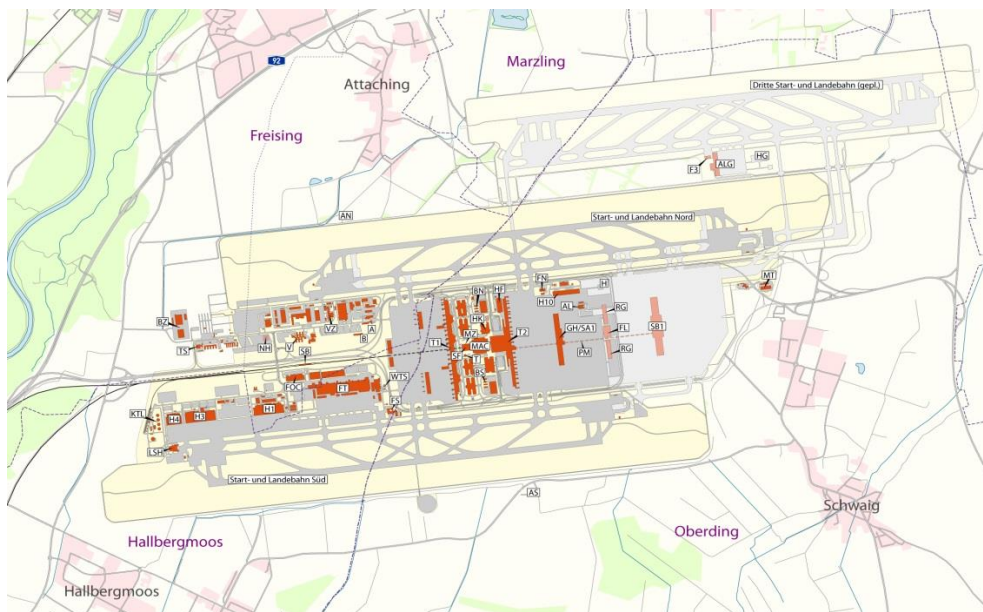 Marzling
92
Attaching
Dritte Start- und Landebahn (gepl.)
Freising
F3
ALG
HG
AN
Start- und Landebahn Nord
BN
HF
FN
H
MT
H10
AL
RG
BZ
VZ
A
HK
TS
NH
V
B
T1
MZ
MAC
T2
GH/SA1
FL
SB1
SB
SF
PM
RG
BS
FOC
FT
WTS
KTL
H4
H3
H1
FS
LSH
Start- und Landebahn Süd
AS
Schwaig
Oberding
Hallbergmoos
Hallbergmoos